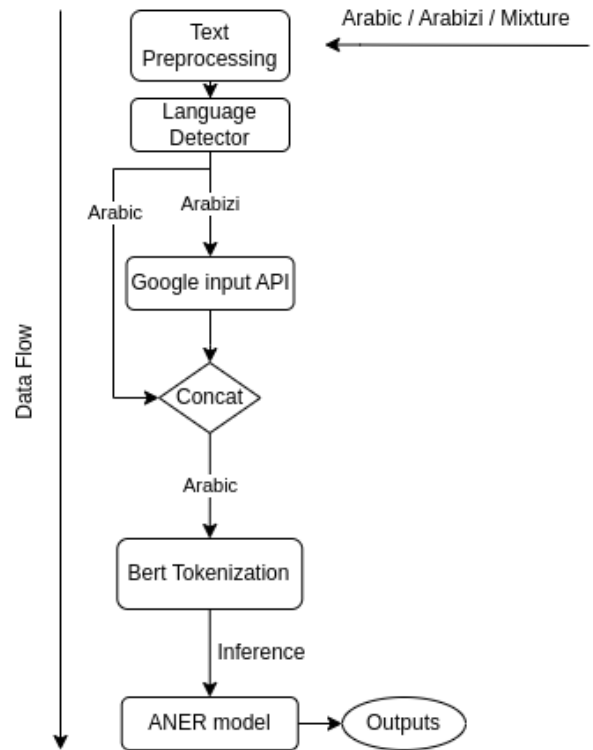 Arabic / Arabizi / Mixture
Text
Preprocessing
Language
Detector
Arabic
Arabizi
Google input API
Data Flow
Concat
Arabic
Bert Tokenization
Inference
ANER model
Outputs